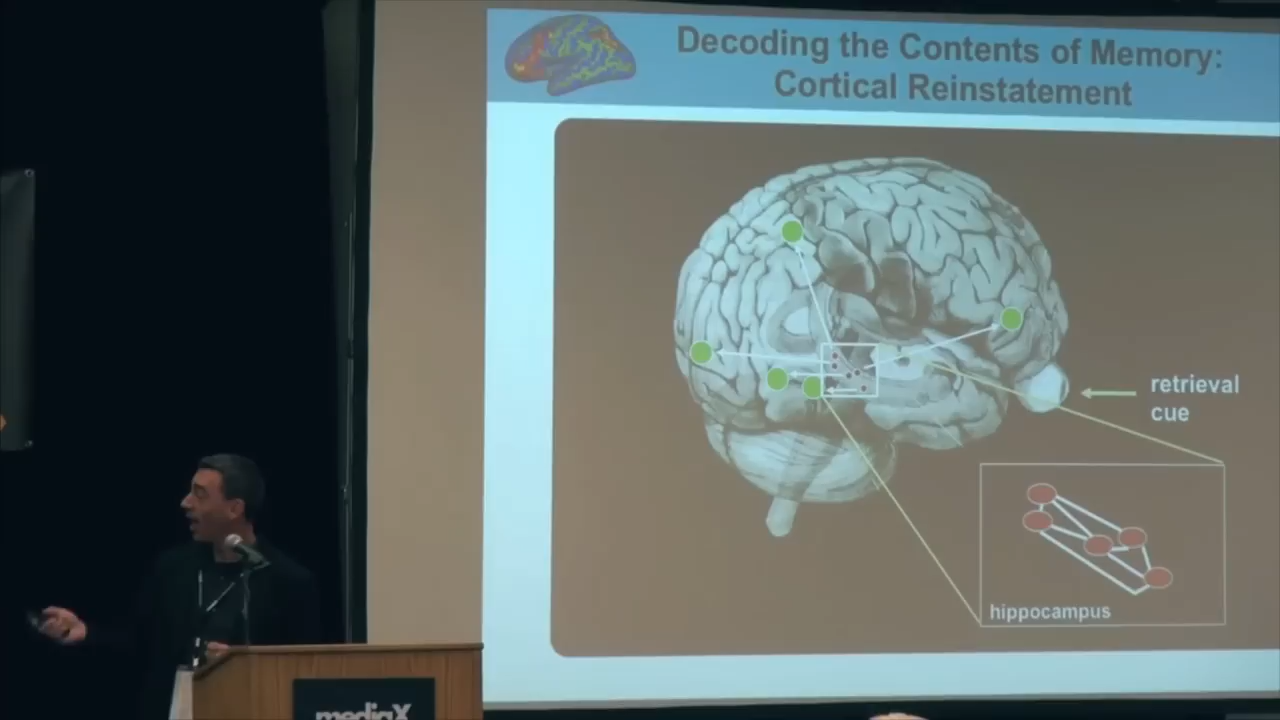 Decoding the Contents of Memory:
Cortical Reinstatement
retrieval
cue
hippocampus
mediaX